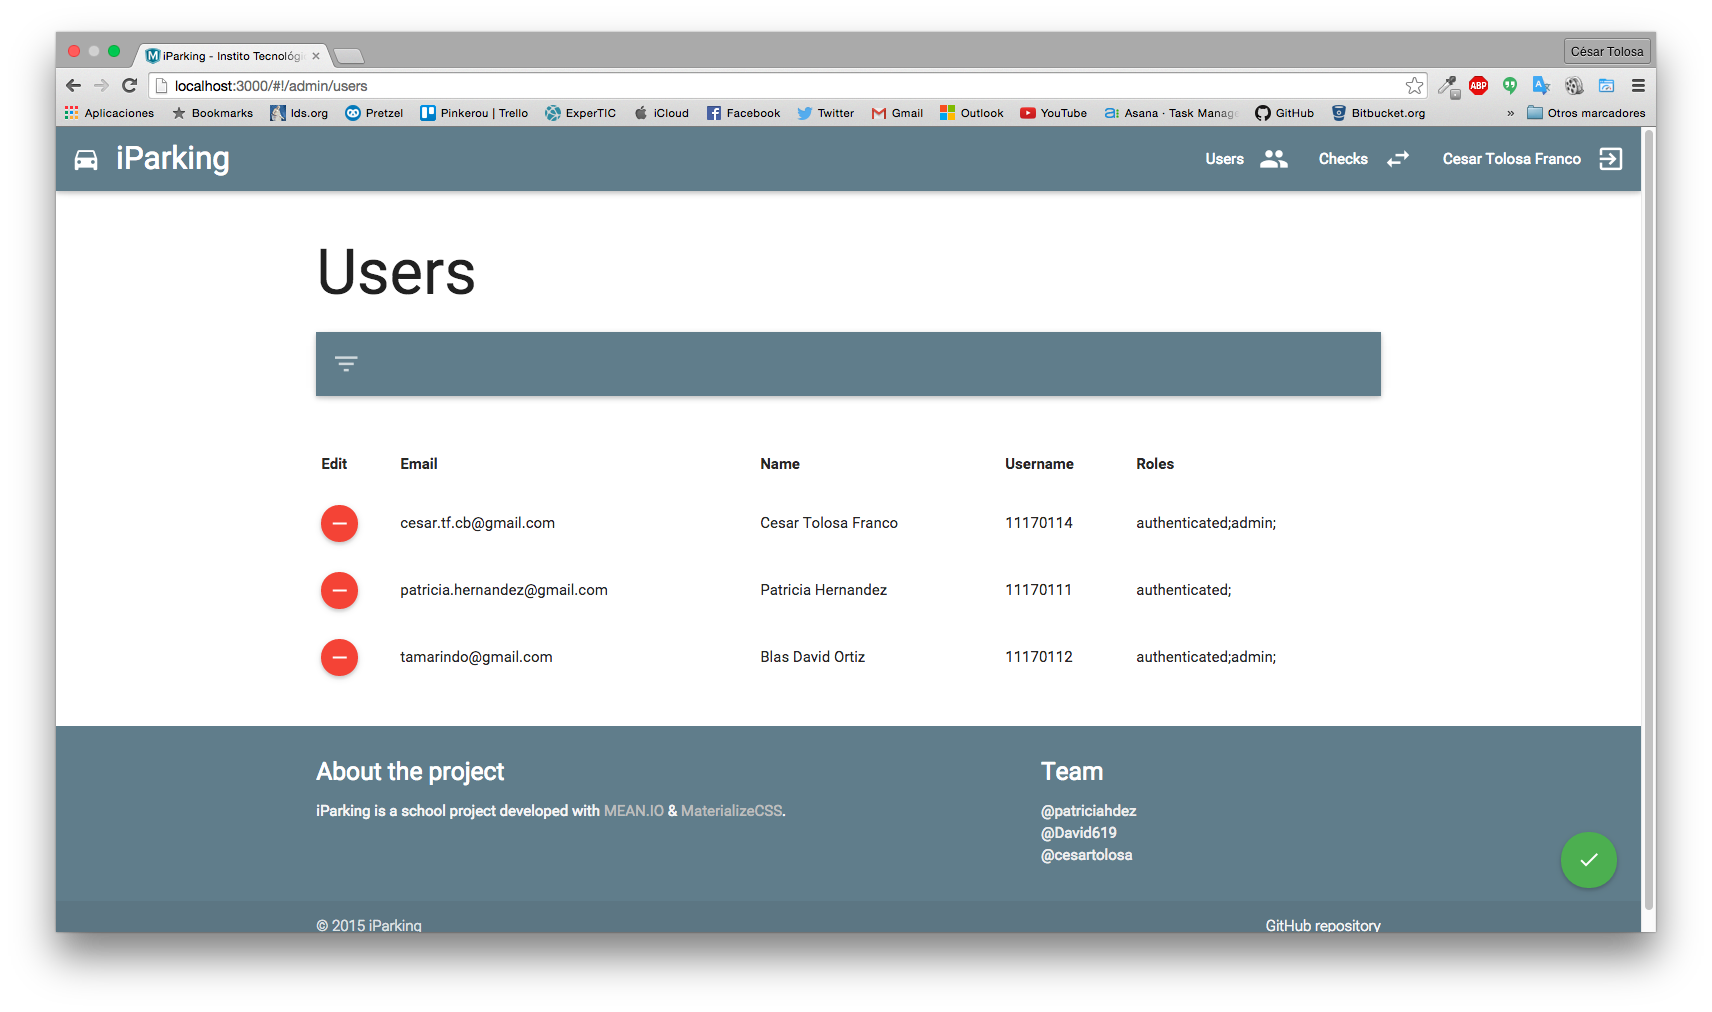 iParking - Instito Tecnológic
César Tolosa
localhost:3000/#!/admin/users
ABP
Aplicaciones Bookmarks lds.org Pretzel Pinkerou | Trello ExperTIC iCloud Facebook Twitter Gmail Outlook YouTube Asana · Task Manage GitHub Bitbucket.org » Otros marcadores
iParking Users Checks Cesar Tolosa Franco
Users
Edit Email Name Username Roles
cesar.tf.cb@gmail.com Cesar Tolosa Franco 11170114 authenticated;admin;
patricia.hernandez@gmail.com Patricia Hernandez 11170111 authenticated;
tamarindo@gmail.com Blas David Ortiz 11170112 authenticated;admin;
About the project
iParking is a school project developed with MEAN.IO & MaterializeCSS.
Team
@patriciahdez
@David619
@cesartolosa
© 2015 iParking GitHub repository